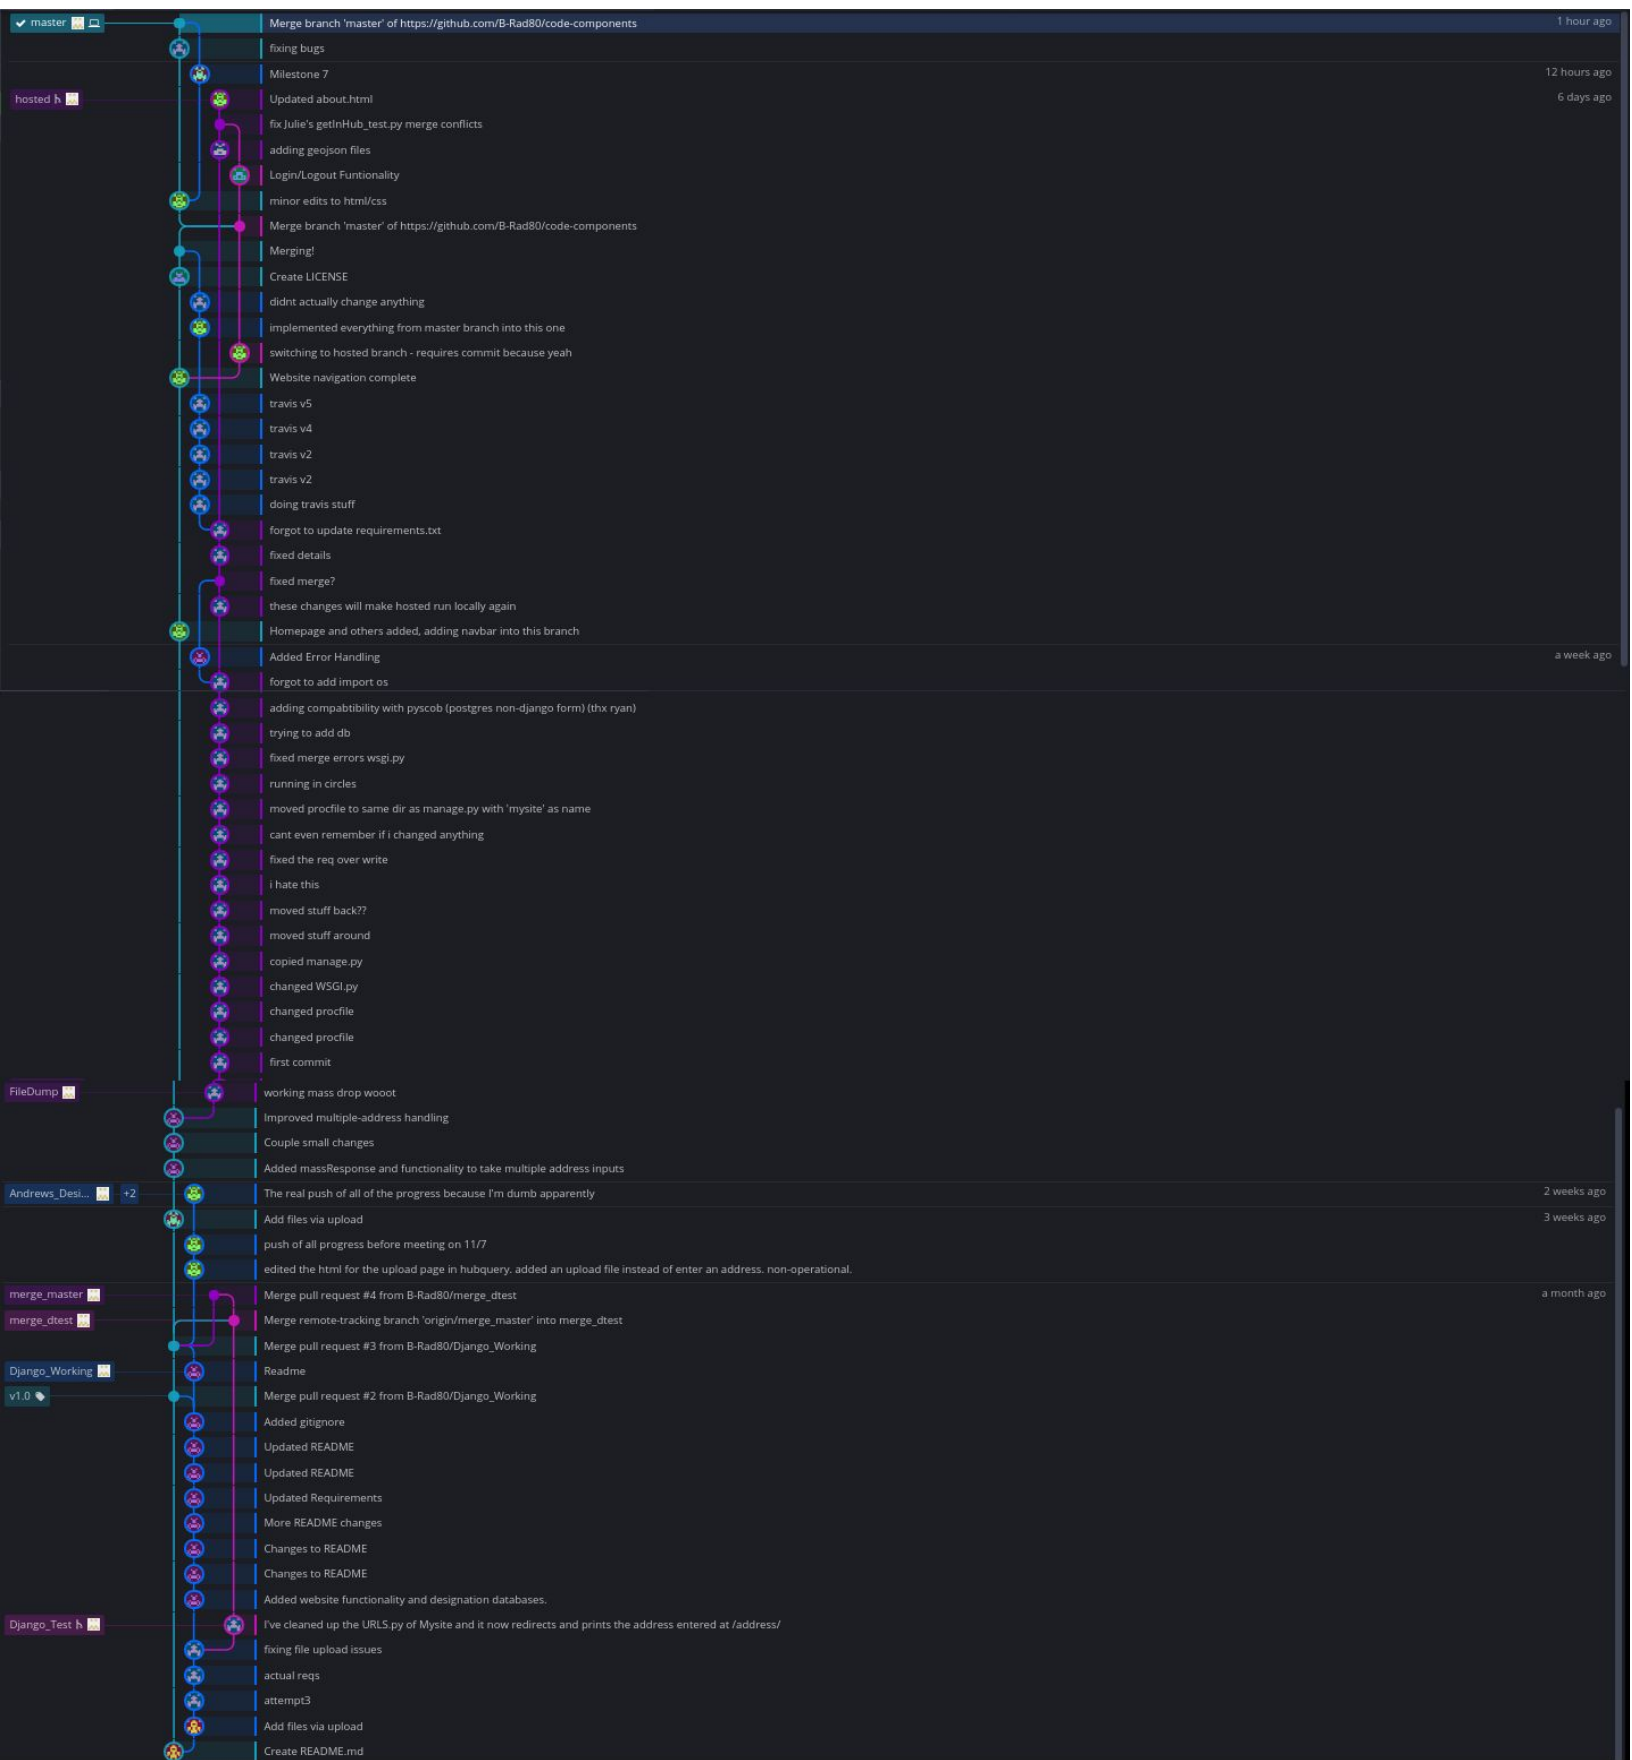 master Merge branch 'master' of https://github.com/B-Rad80/code-components 1 hour ago
fixing bugs
Milestone 7 12 hours ago
hosted Updated about.html 6 days ago
fix Julie's getInHub_test.py merge conflicts
adding geojson files
Login/Logout Funtionality
minor edits to html/css
Merge branch 'master' of https://github.com/B-Rad80/code-components
Merging!
Create LICENSE
didnt actually change anything
implemented everything from master branch into this one
switching to hosted branch - requires commit because yeah
Website navigation complete
travis v5
travis v4
travis v2
travis v2
doing travis stuff
forgot to update requirements.txt
fixed details
fixed merge?
these changes will make hosted run locally again
Homepage and others added, adding navbar into this branch
Added Error Handling a week ago
forgot to add import os
adding compabtibility with pyscob (postgres non-django form) (thx ryan)
trying to add db
fixed merge errors wsgi.py
running in circles
moved procfile to same dir as manage.py with 'mysite' as name
cant even remember if i changed anything
fixed the req over write
i hate this
moved stuff back??
moved stuff around
copied manage.py
changed WSGI.py
changed procfile
changed procfile
first commit
FileDump working mass drop wooot
Improved multiple-address handling
Couple small changes
Added massResponse and functionality to take multiple address inputs
Andrews_Desi... +2 The real push of all of the progress because I'm dumb apparently 2 weeks ago
Add files via upload 3 weeks ago
push of all progress before meeting on 11/7
edited the html for the upload page in hubquery. added an upload file instead of enter an address. non-operational.
merge_master Merge pull request #4 from B-Rad80/merge_dtest a month ago
merge_dtest Merge remote-tracking branch 'origin/merge_master' into merge_dtest
Merge pull request #3 from B-Rad80/Django_Working
Django_Working Readme
v1.0 Merge pull request #2 from B-Rad80/Django_Working
Added gitignore
Updated README
Updated README
Updated Requirements
More README changes
Changes to README
Changes to README
Added website functionality and designation databases.
Django_Test I've cleaned up the URLS.py of Mysite and it now redirects and prints the address entered at /address/
fixing file upload issues
actual reqs
attempt3
Add files via upload
Create README.md